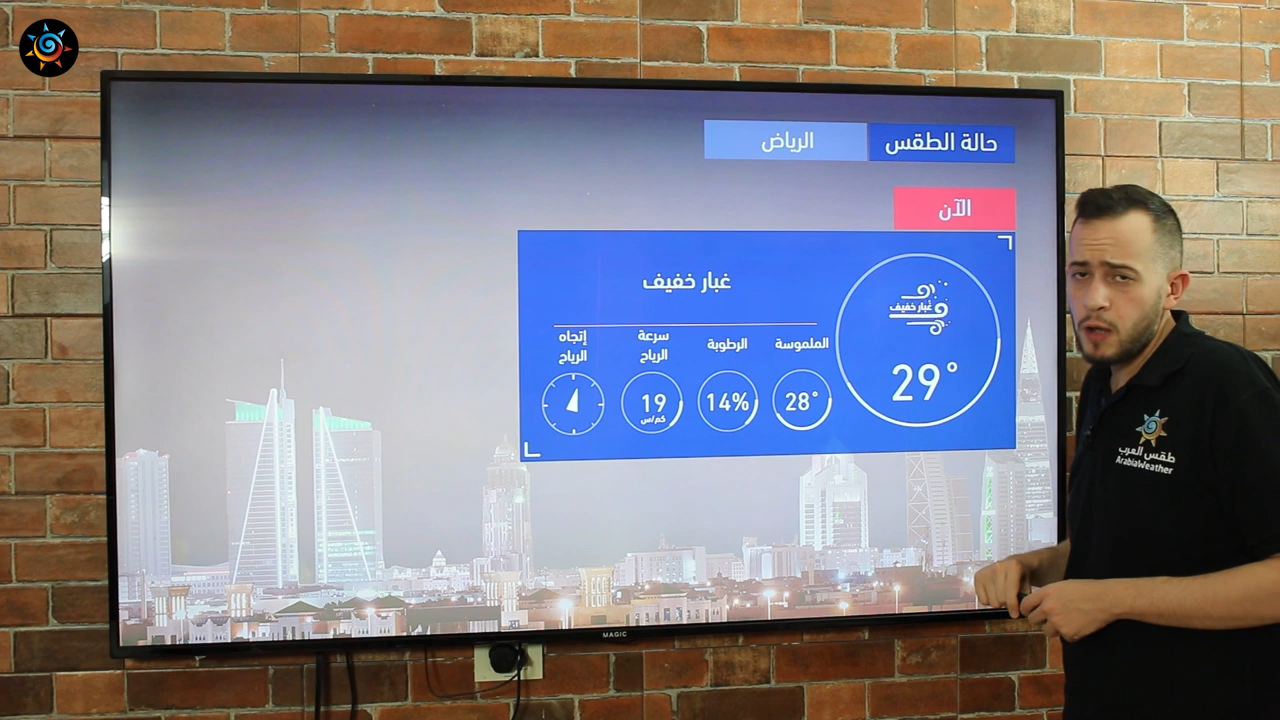 حالة الطقس
الرياض
الآن
غبار خفيف
غبار خفيف
29°
الملموسة
28°
الرطوبة
14%
سرعة
الرياح
19
كم/س
إتجاه
الرياح
MAGIC
طقس العرب
ArabiaWeather